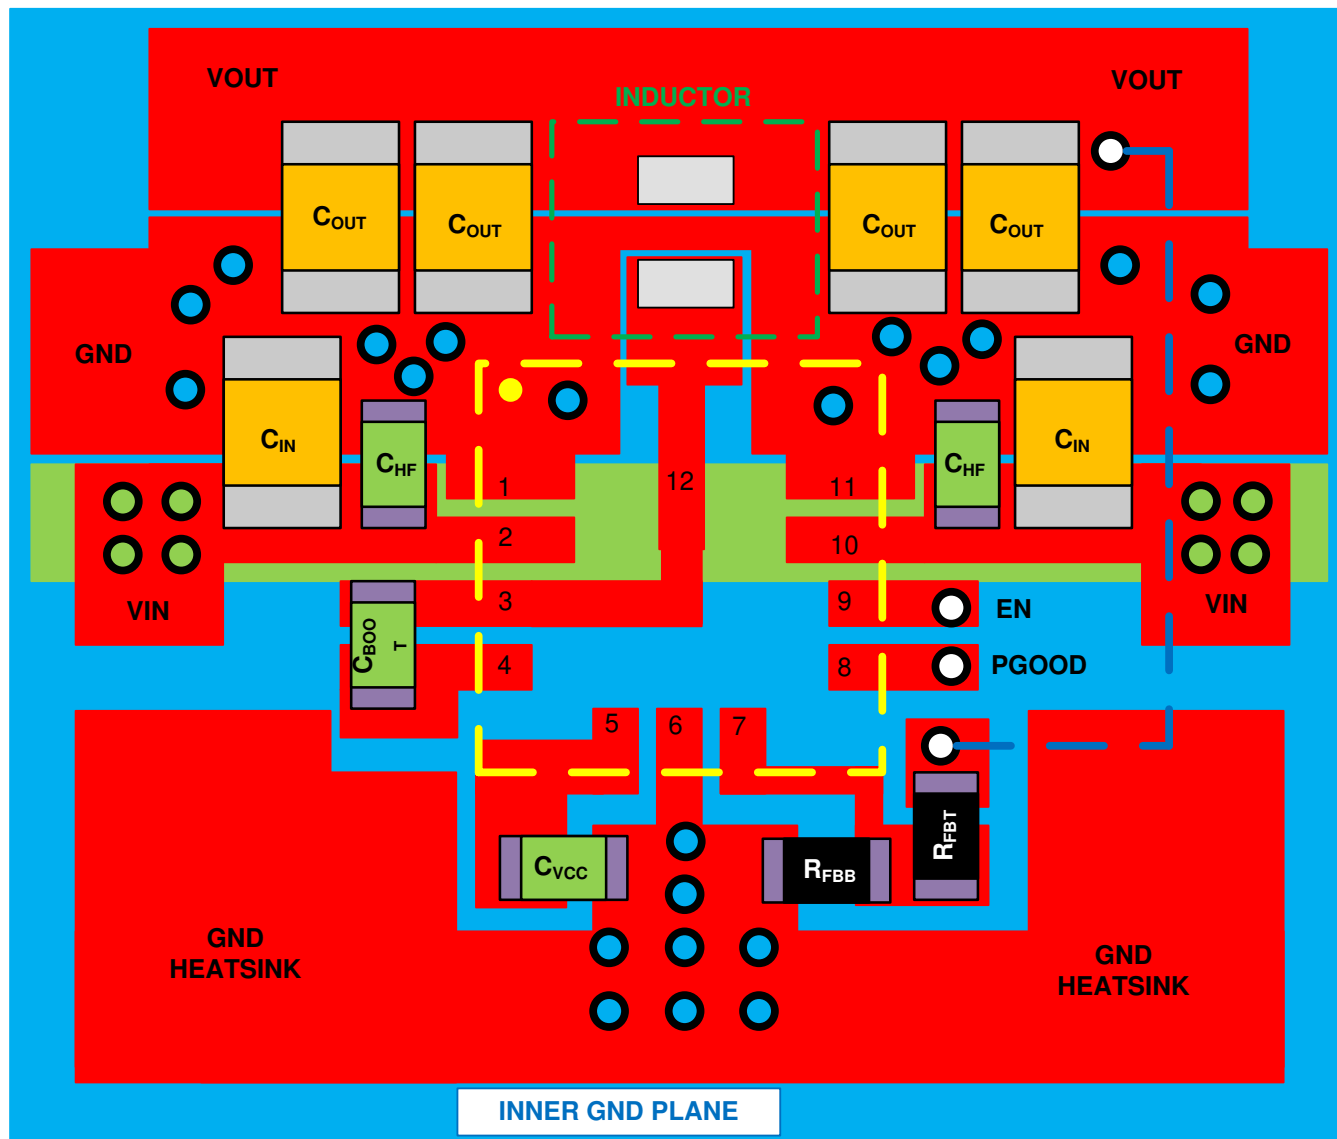 VOUT
VOUT
INDUCTOR
COUT
COUT
COUT
COUT
GND
GND
CIN
CHF
CHF
CIN
1
12
11
2
10
VIN
3
9
EN
VIN
CBOO
T
4
8
PGOOD
5
6
7
RFBT
CVCC
RFBB
GND
HEATSINK
GND
HEATSINK
INNER GND PLANE